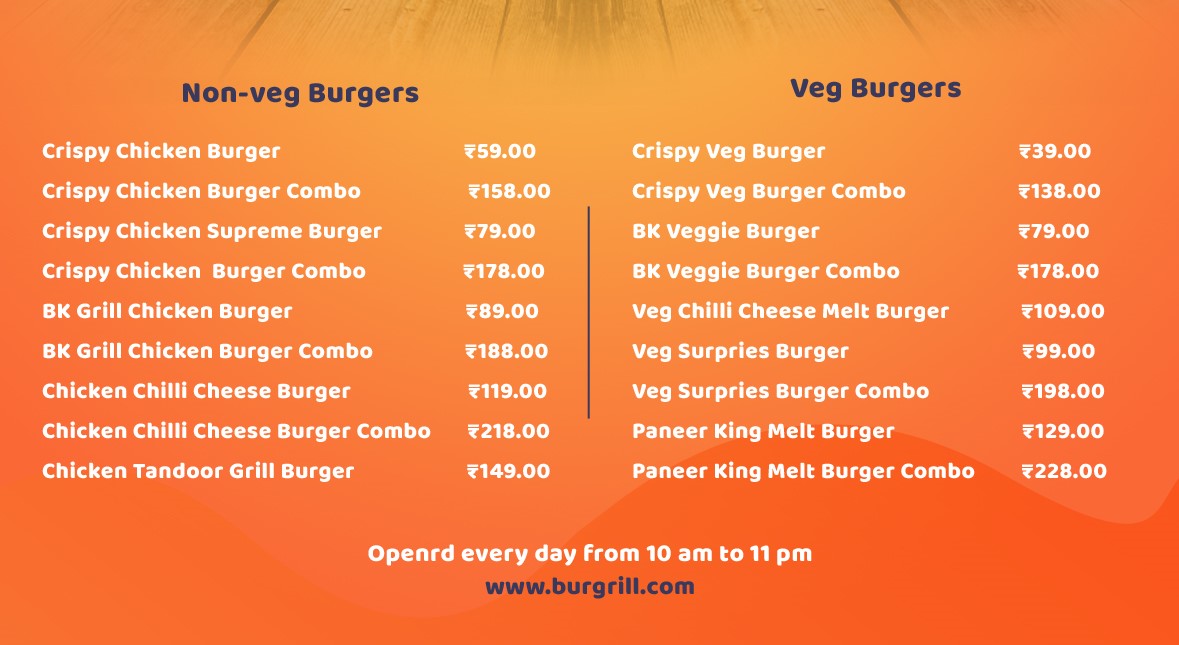 Non-veg Burgers
Crispy Chicken Burger ₹59.00
Crispy Chicken Burger Combo ₹158.00
Crispy Chicken Supreme Burger ₹79.00
Crispy Chicken Burger Combo ₹178.00
BK Grill Chicken Burger ₹89.00
BK Grill Chicken Burger Combo ₹188.00
Chicken Chilli Cheese Burger ₹119.00
Chicken Chilli Cheese Burger Combo ₹218.00
Chicken Tandoor Grill Burger ₹149.00
Veg Burgers
Crispy Veg Burger ₹39.00
Crispy Veg Burger Combo ₹138.00
BK Veggie Burger ₹79.00
BK Veggie Burger Combo ₹178.00
Veg Chilli Cheese Melt Burger ₹109.00
Veg Surpries Burger ₹99.00
Veg Surpries Burger Combo ₹198.00
Paneer King Melt Burger ₹129.00
Paneer King Melt Burger Combo ₹228.00
Openrd every day from 10 am to 11 pm
www.burgrill.com